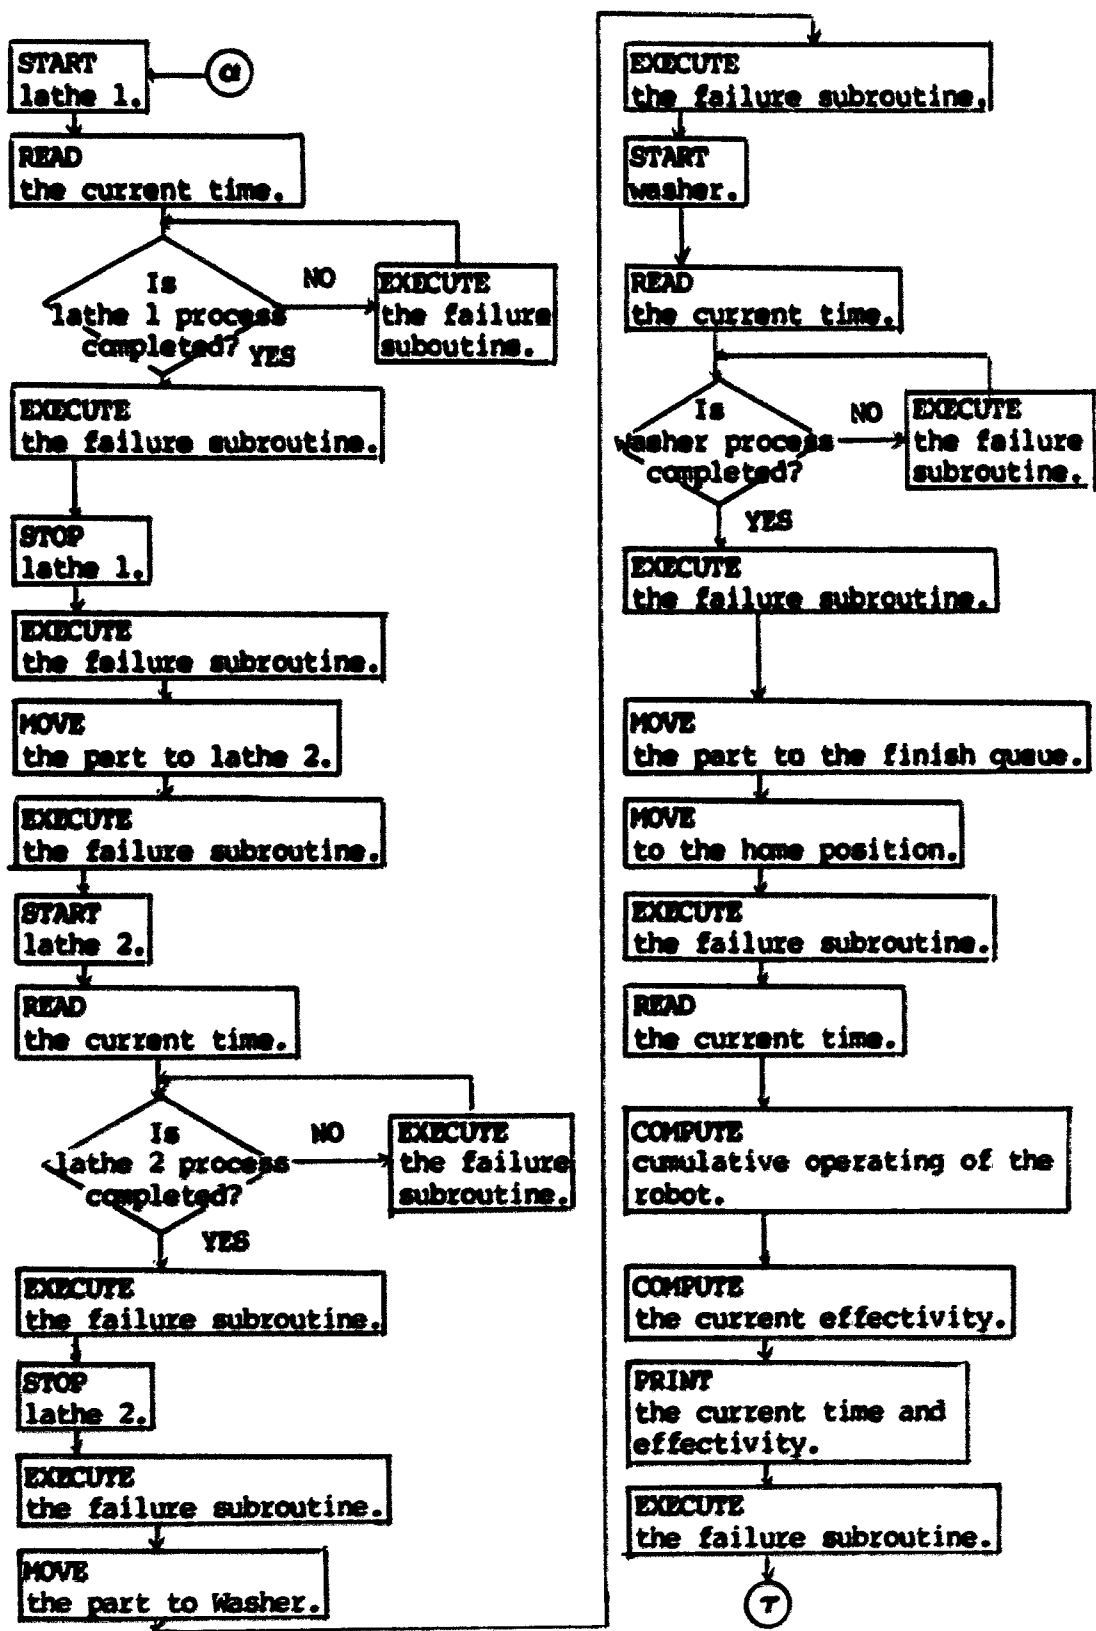 START
lathe 1.
α
READ
the current time.
Is
lathe 1 process
completed?
NO
EXECUTE
the failure
suboutine.
YES
EXECUTE
the failure subroutine.
STOP
lathe 1.
EXECUTE
the failure subroutine.
MOVE
the part to lathe 2.
EXECUTE
the failure subroutine.
START
lathe 2.
READ
the current time.
Is
lathe 2 process
completed?
NO
EXECUTE
the failure
subroutine.
YES
EXECUTE
the failure subroutine.
STOP
lathe 2.
EXECUTE
the failure subroutine.
MOVE
the part to Washer.
EXECUTE
the failure subroutine.
START
washer.
READ
the current time.
Is
washer process
completed?
NO
EXECUTE
the failure
subroutine.
YES
EXECUTE
the failure subroutine.
MOVE
the part to the finish queue.
MOVE
to the home position.
EXECUTE
the failure subroutine.
READ
the current time.
COMPUTE
cumulative operating of the
robot.
COMPUTE
the current effectivity.
PRINT
the current time and
effectivity.
EXECUTE
the failure subroutine.
τ